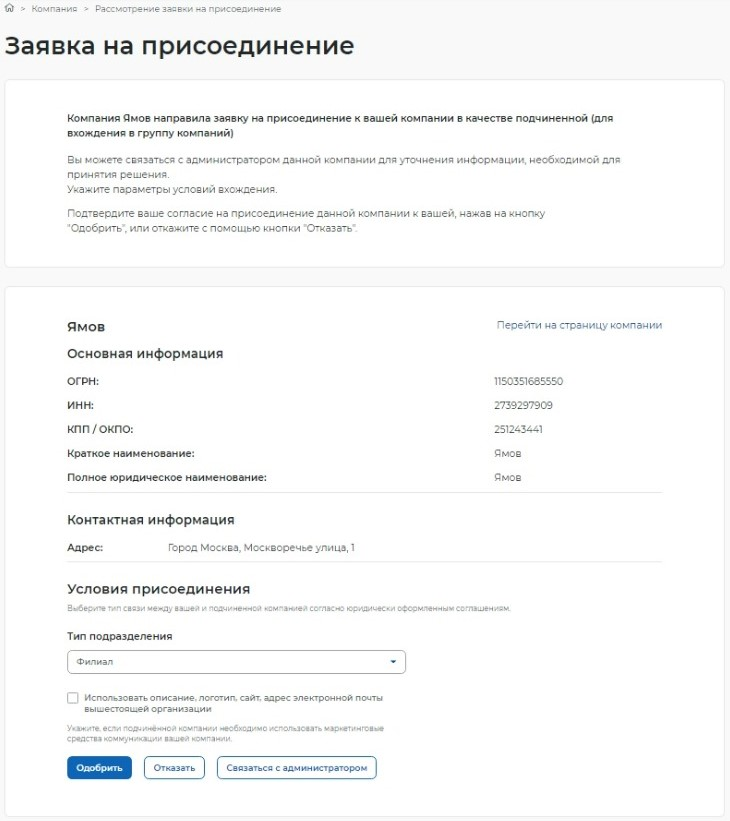 > Компания > Рассмотрение заявки на присоединение
Заявка на присоединение
Компания Ямов направила заявку на присоединение к вашей компании в качестве подчиненной (для
вхождения в группу компаний)
Вы можете связаться с администратором данной компании для уточнения информации, необходимой для
принятия решения.
Укажите параметры условий вхождения.
Подтвердите ваше согласие на присоединение данной компании к вашей, нажав на кнопку
"Одобрить", или откажите с помощью кнопки "Отказать".
Ямов Перейти на страницу компании
Основная информация
ОГРН: 1150351685550
ИНН: 2739297909
КПП / ОКПО: 251243441
Краткое наименование: Ямов
Полное юридическое наименование: Ямов
Контактная информация
Адрес: Город Москва, Москворечье улица, 1
Условия присоединения
Выберите тип связи между вашей и подчиненной компанией согласно юридически оформленным соглашениям.
Тип подразделения
Филиал
Использовать описание, логотип, сайт, адрес электронной почты
вышестоящей организации
Укажите, если подчинённой компании необходимо использовать маркетинговые
средства коммуникации вашей компании.
Одобрить Отказать Связаться с администратором